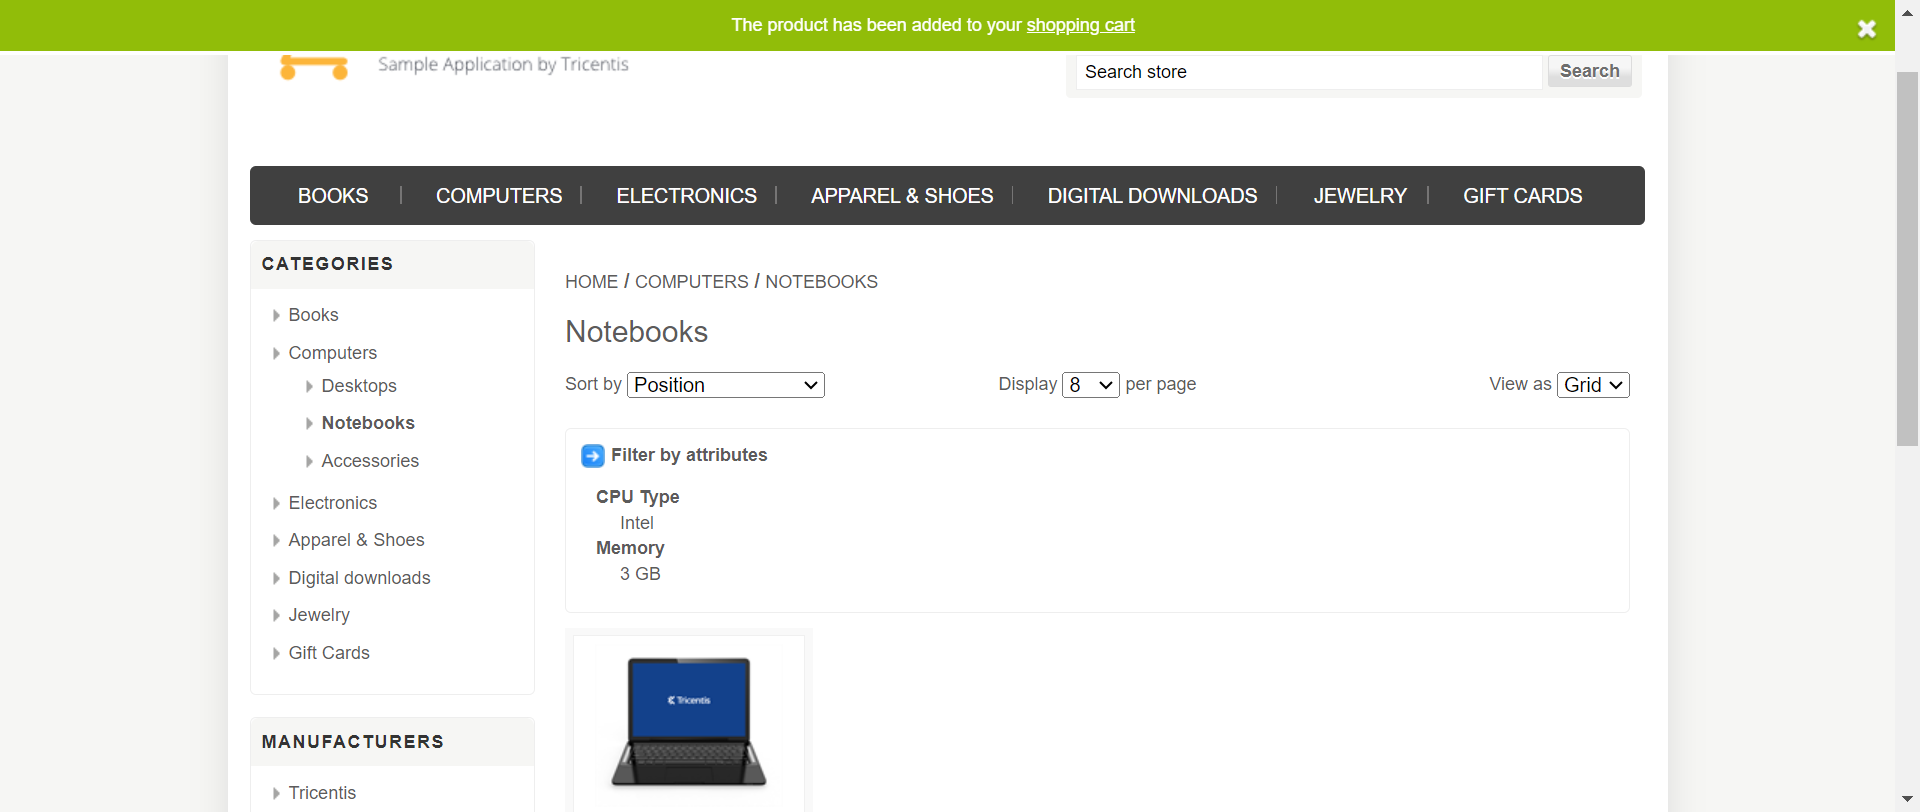 The product has been added to your shopping cart
Sample Application by Tricentis
Search store
Search
BOOKS
COMPUTERS
ELECTRONICS
APPAREL & SHOES
DIGITAL DOWNLOADS
JEWELRY
GIFT CARDS
CATEGORIES
Books
Computers
Desktops
Notebooks
Accessories
Electronics
Apparel & Shoes
Digital downloads
Jewelry
Gift Cards
MANUFACTURERS
Tricentis
HOME / COMPUTERS / NOTEBOOKS
Notebooks
Sort by Position
Display 8 per page
View as Grid
Filter by attributes
CPU Type
Intel
Memory
3 GB
Tricentis